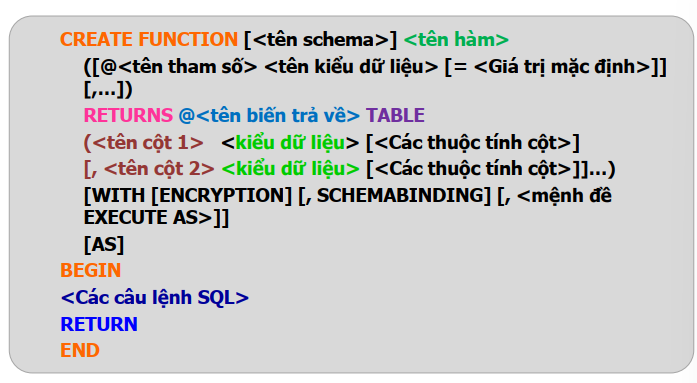 CREATE FUNCTION [<tên schema>] <tên hàm>
([@<tên tham số> <tên kiểu dữ liệu> [= <Giá trị mặc định>]]
[,…])
RETURNS @<tên biến trả về> TABLE
(<tên cột 1> <kiểu dữ liệu> [<Các thuộc tính cột>]
[, <tên cột 2> <kiểu dữ liệu> [<Các thuộc tính cột>]]…)
[WITH [ENCRYPTION] [, SCHEMABINDING] [, <mệnh đề
EXECUTE AS>]]
[AS]
BEGIN
<Các câu lệnh SQL>
RETURN
END